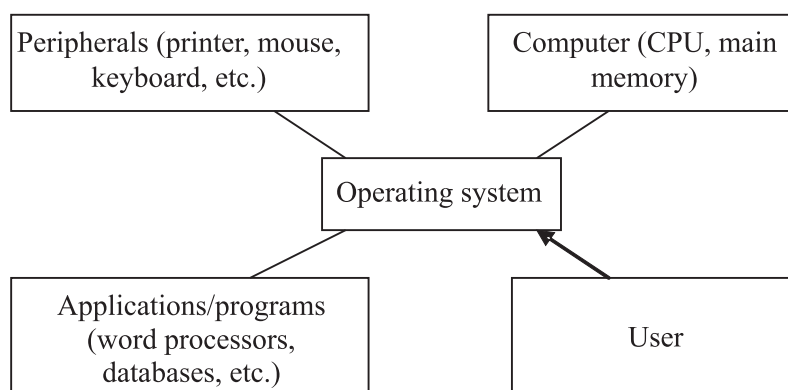 Peripherals (printer, mouse,
keyboard, etc.)
Computer (CPU, main
memory)
Operating system
Applications/programs
(word processors,
databases, etc.)
User